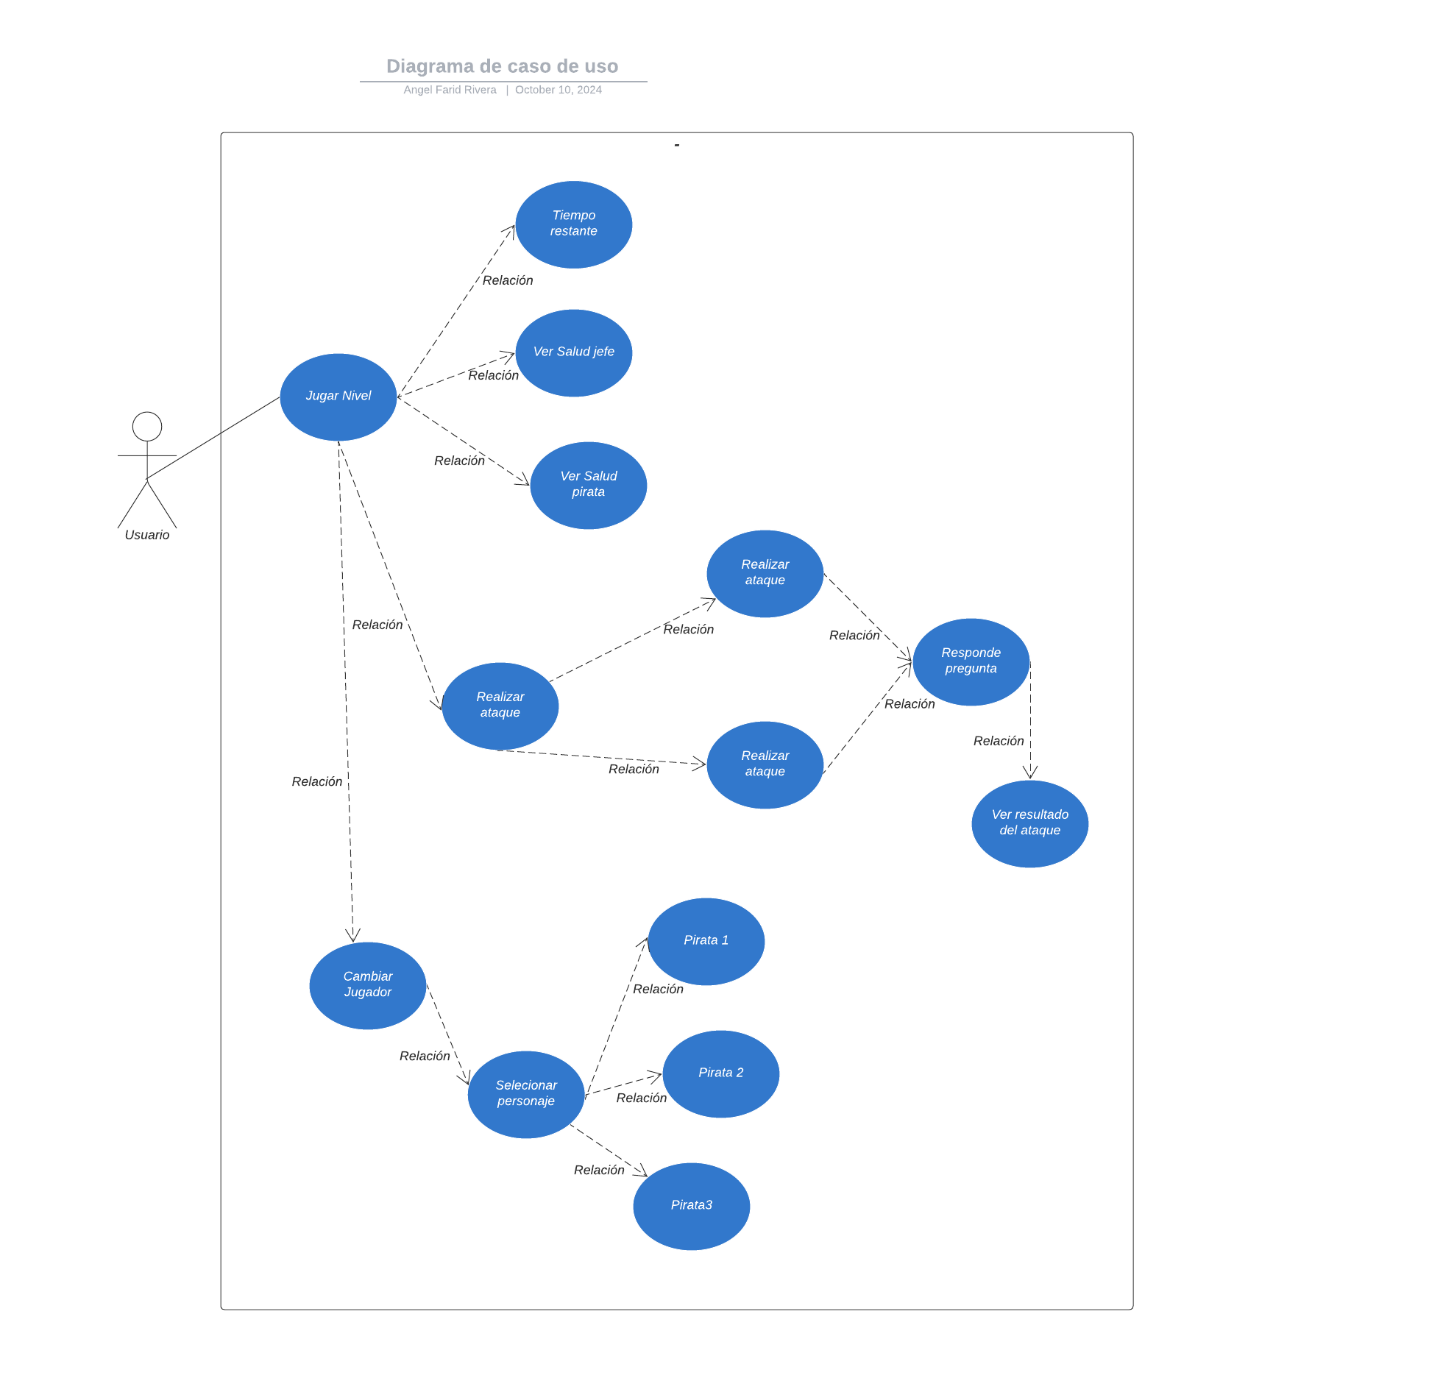 Diagrama de caso de uso
Angel Farid Rivera | October 10, 2024
-
Tiempo
restante
Relación
Ver Salud jefe
Relación
Jugar Nivel
Relación
Ver Salud
pirata
Usuario
Realizar
ataque
Relación
Relación
Relación
Responde
pregunta
Realizar
ataque
Relación
Relación
Realizar
ataque
Relación
Relación
Ver resultado
del ataque
Pirata 1
Cambiar
Jugador
Relación
Relación
Pirata 2
Selecionar
personaje
Relación
Relación
Pirata3